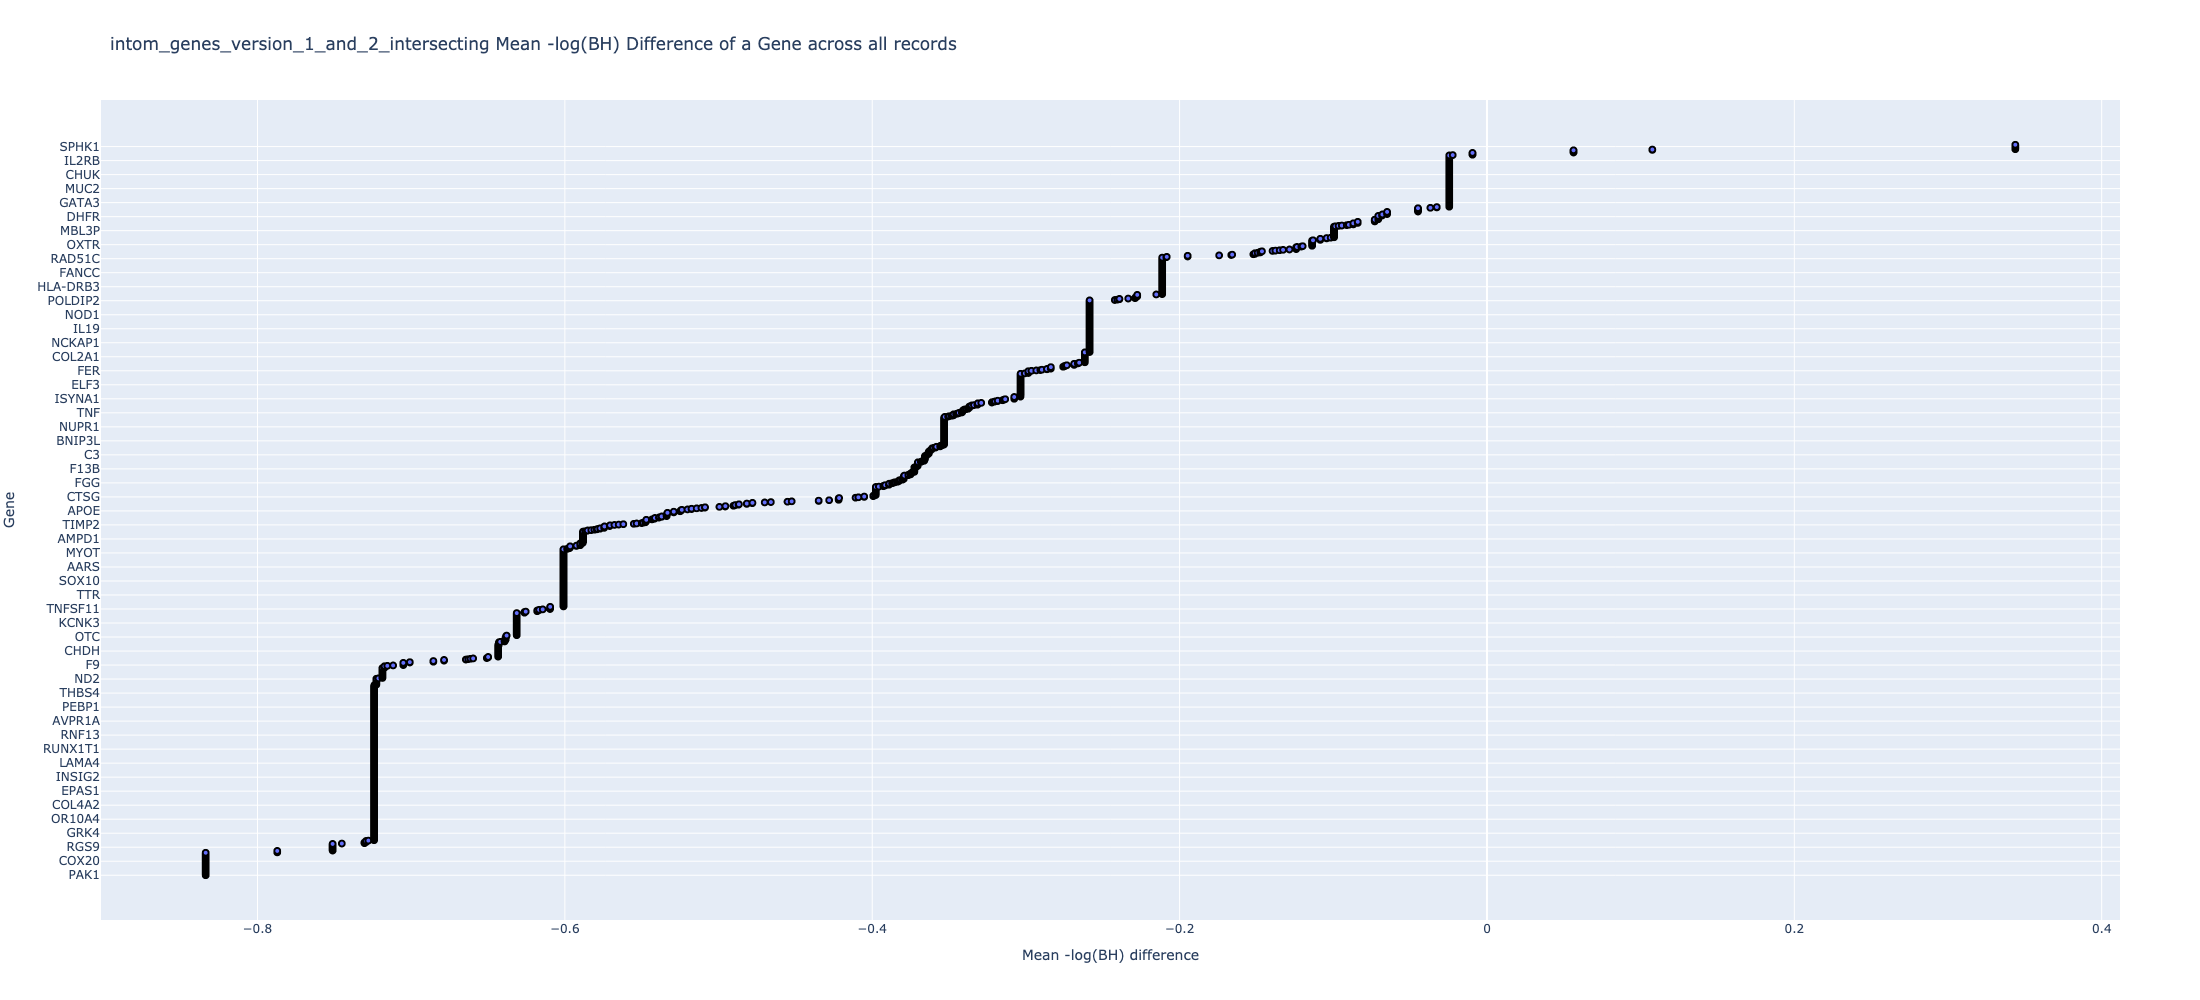 intom_genes_version_1_and_2_intersecting Mean -log(BH) Difference of a Gene across all records
SPHK1
IL2RB
CHUK
MUC2
GATA3
DHFR
MBL3P
OXTR
RAD51C
FANCC
HLA-DRB3
POLDIP2
NOD1
IL19
NCKAP1
COL2A1
FER
ELF3
ISYNA1
TNF
NUPR1
BNIP3L
C3
F13B
FGG
CTSG
APOE
TIMP2
AMPD1
MYOT
AARS
SOX10
TTR
TNFSF11
KCNK3
OTC
CHDH
F9
ND2
THBS4
PEBP1
AVPR1A
RNF13
RUNX1T1
LAMA4
INSIG2
EPAS1
COL4A2
OR10A4
GRK4
RGS9
COX20
PAK1
Gene
−0.8 −0.6 −0.4 −0.2 0 0.2 0.4
Mean -log(BH) difference